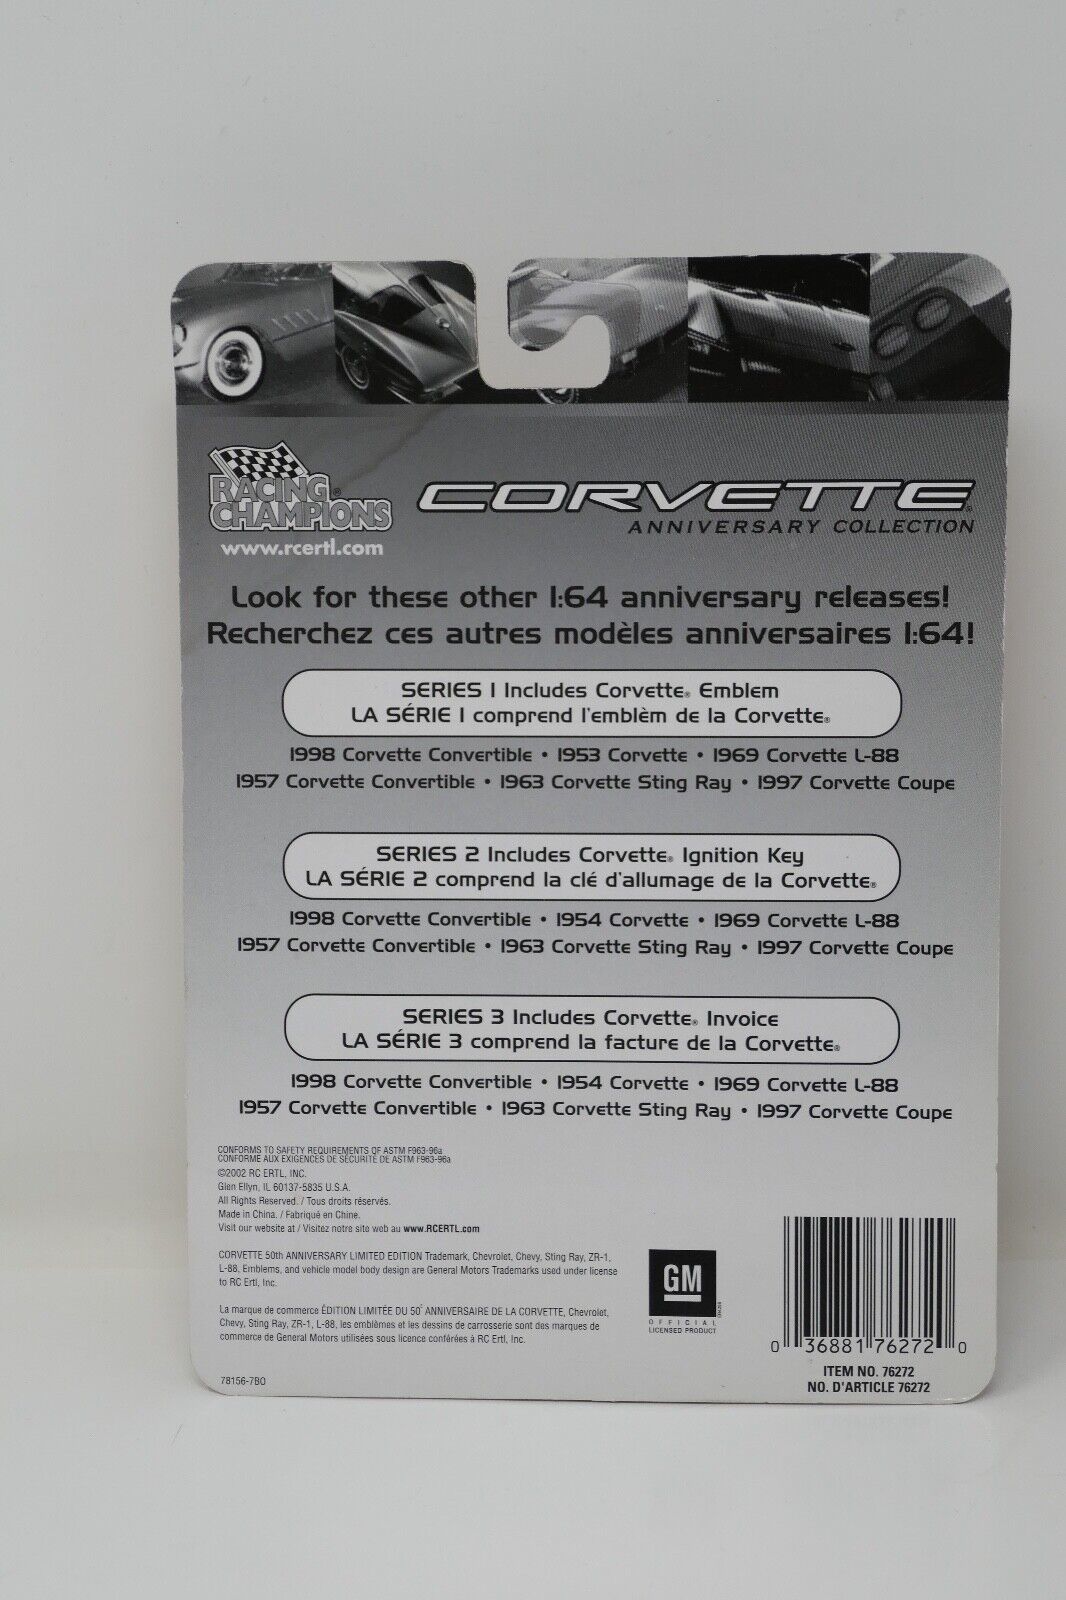 RACING
CHAMPIONS
www.rcertl.com
CORVETTE
ANNIVERSARY COLLECTION
Look for these other 1:64 anniversary releases!
Recherchez ces autres modèles anniversaires 1:64!
SERIES 1 Includes Corvette® Emblem
LA SÉRIE 1 comprend l'emblèm de la Corvette®
1998 Corvette Convertible • 1953 Corvette • 1969 Corvette L-88
1957 Corvette Convertible • 1963 Corvette Sting Ray • 1997 Corvette Coupe
SERIES 2 Includes Corvette® Ignition Key
LA SÉRIE 2 comprend la clé d'allumage de la Corvette®
1998 Corvette Convertible • 1954 Corvette • 1969 Corvette L-88
1957 Corvette Convertible • 1963 Corvette Sting Ray • 1997 Corvette Coupe
SERIES 3 Includes Corvette® Invoice
LA SÉRIE 3 comprend la facture de la Corvette®
1998 Corvette Convertible • 1954 Corvette • 1969 Corvette L-88
1957 Corvette Convertible • 1963 Corvette Sting Ray • 1997 Corvette Coupe
CONFORMS TO SAFETY REQUIREMENTS OF ASTM F963-96a
CONFORME AUX EXIGENCES DE SÉCURITÉ DE ASTM F963-96a
©2002 RC ERTL, INC.
Glen Ellyn, IL 60137-5835 U.S.A.
All Rights Reserved. / Tous droits réservés.
Made in China. / Fabriqué en Chine.
Visit our website at / Visitez notre site web au www.RCERTL.com
CORVETTE 50th ANNIVERSARY LIMITED EDITION Trademark, Chevrolet, Chevy, Sting Ray, ZR-1,
L-88, Emblems, and vehicle model body design are General Motors Trademarks used under license
to RC Ertl, Inc.
La marque de commerce ÉDITION LIMITÉE DU 50e ANNIVERSAIRE DE LA CORVETTE, Chevrolet,
Chevy, Sting Ray, ZR-1, L-88, les emblèmes et les dessins de carrosserie sont des marques de
commerce de General Motors utilisées sous licence conférées à RC Ertl, Inc.
78156-7B0
GM
OFFICIAL
LICENSED PRODUCT
0 36881 76272 0
ITEM NO. 76272
NO. D'ARTICLE 76272